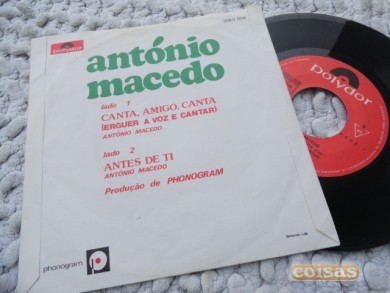 polydor
antónio
macedo
lado 1
CANTA, AMIGO, CANTA
(ERGUER A VOZ E CANTAR)
ANTÓNIO MACEDO
lado 2
ANTES DE TI
ANTÓNIO MACEDO
Produção de PHONOGRAM
phonogram
Polydor
coisas